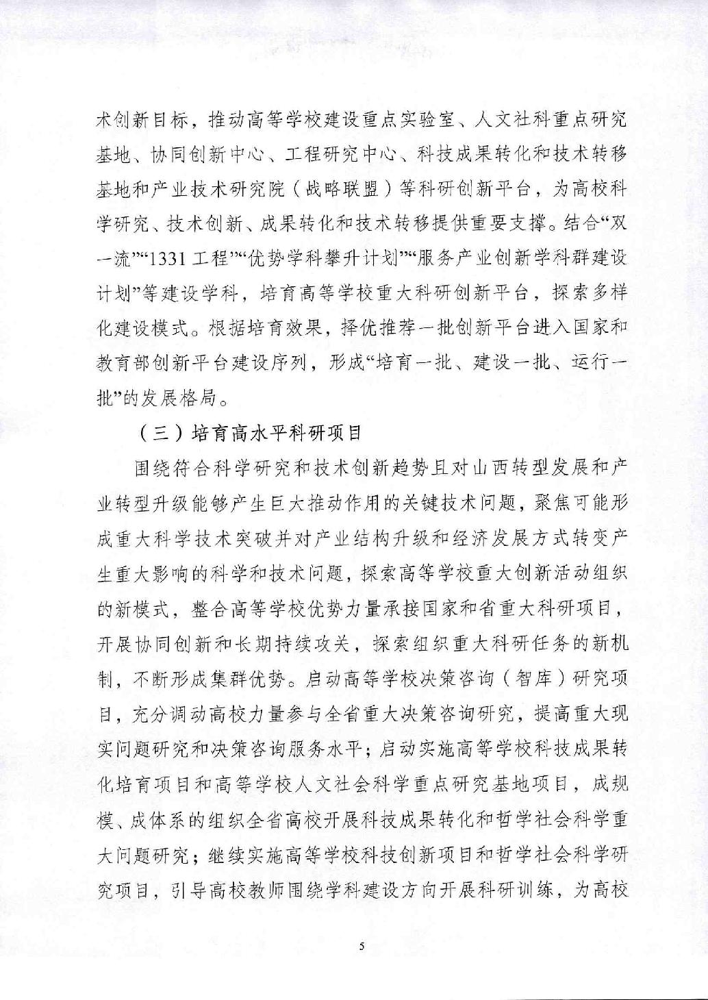 术创新目标，推动高等学校建设重点实验室、人文社科重点研究
基地、协同创新中心、工程研究中心、科技成果转化和技术转移
基地和产业技术研究院（战略联盟）等科研创新平台，为高校科
学研究、技术创新、成果转化和技术转移提供重要支撑。结合“双
一流”“1331工程”“优势学科攀升计划”“服务产业创新学科群建设
计划”等建设学科，培育高等学校重大科研创新平台，探索多样
化建设模式。根据培育效果，择优推荐一批创新平台进入国家和
教育部创新平台建设序列，形成“培育一批、建设一批、运行一
批”的发展格局。
（三）培育高水平科研项目
围绕符合科学研究和技术创新趋势且对山西转型发展和产
业转型升级能够产生巨大推动作用的关键技术问题，聚焦可能形
成重大科学技术突破并对产业结构升级和经济发展方式转变产
生重大影响的科学和技术问题，探索高等学校重大创新活动组织
的新模式，整合高等学校优势力量承接国家和省重大科研项目，
开展协同创新和长期持续攻关，探索组织重大科研任务的新机
制，不断形成集群优势。启动高等学校决策咨询（智库）研究项
目，充分调动高校力量参与全省重大决策咨询研究，提高重大现
实问题研究和决策咨询服务水平；启动实施高等学校科技成果转
化培育项目和高等学校人文社会科学重点研究基地项目，成规
模、成体系的组织全省高校开展科技成果转化和哲学社会科学重
大问题研究；继续实施高等学校科技创新项目和哲学社会科学研
究项目，引导高校教师围绕学科建设方向开展科研训练，为高校
5